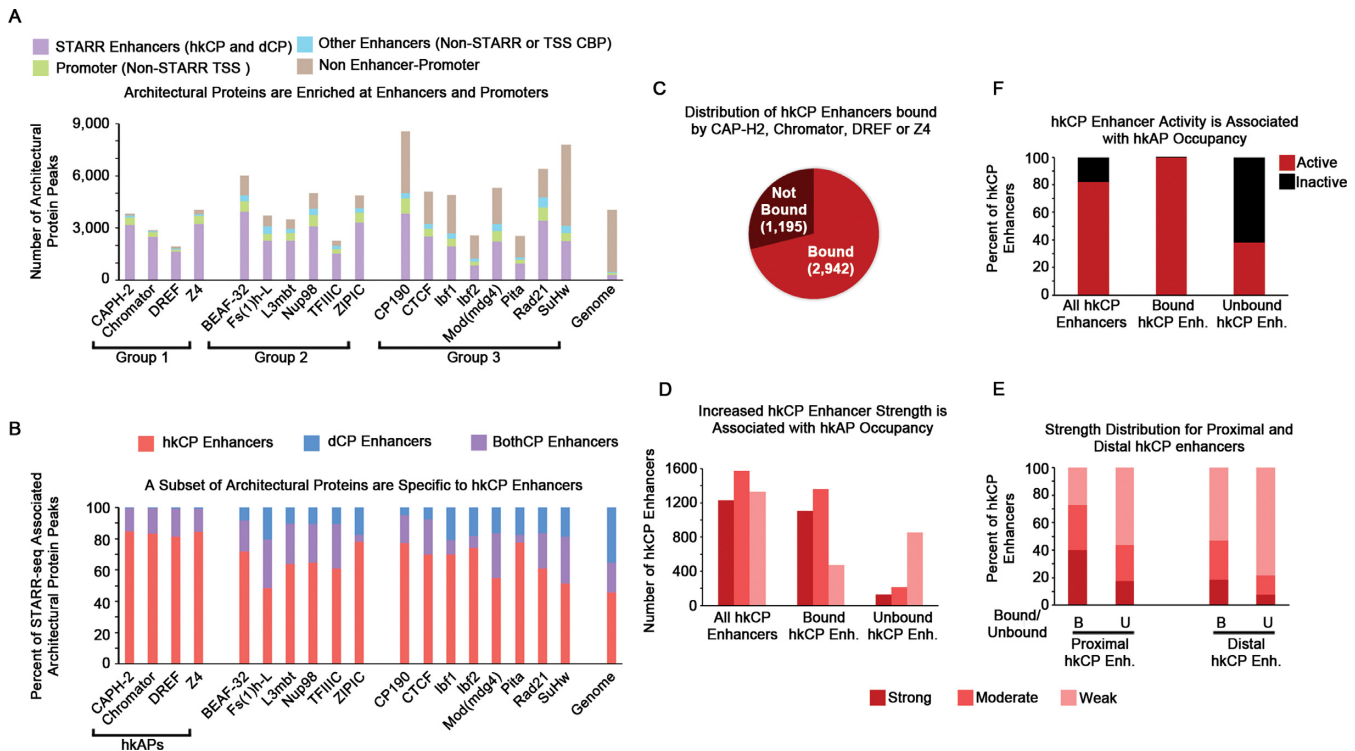 A
STARR Enhancers (hkCP and dCP)
Other Enhancers (Non-STARR or TSS CBP)
Promoter (Non-STARR TSS )
Non Enhancer-Promoter
Architectural Proteins are Enriched at Enhancers and Promoters
Number of Architectural
Protein Peaks
9,000
6,000
3,000
0
CAPH-2
Chromator
DREF
Z4
BEAF-32
Fs(1)h-L
L3mbt
Nup98
TFIIIC
ZIPIC
CP190
CTCF
Ibf1
Ibf2
Mod(mdg4)
Pita
Rad21
SuHw
Genome
Group 1
Group 2
Group 3
B
hkCP Enhancers
dCP Enhancers
BothCP Enhancers
A Subset of Architectural Proteins are Specific to hkCP Enhancers
Percent of STARR-seq Associated
Architectural Protein Peaks
100
80
60
40
20
0
CAPH-2
Chromator
DREF
Z4
BEAF-32
Fs(1)h-L
L3mbt
Nup98
TFIIIC
ZIPIC
CP190
CTCF
Ibf1
Ibf2
Mod(mdg4)
Pita
Rad21
SuHw
Genome
hkAPs
C
Distribution of hkCP Enhancers bound
by CAP-H2, Chromator, DREF or Z4
Not
Bound
(1,195)
Bound
(2,942)
D
Increased hkCP Enhancer Strength is
Associated with hkAP Occupancy
Number of hkCP Enhancers
1600
1200
800
400
0
All hkCP
Enhancers
Bound
hkCP Enh.
Unbound
hkCP Enh.
Strong
Moderate
Weak
F
hkCP Enhancer Activity is Associated
with hkAP Occupancy
Active
Inactive
Percent of hkCP
Enhancers
100
80
60
40
20
0
All hkCP
Enhancers
Bound
hkCP Enh.
Unbound
hkCP Enh.
E
Strength Distribution for Proximal and
Distal hkCP enhancers
Percent of hkCP
Enhancers
100
80
60
40
20
0
Bound/
Unbound
B
U
B
U
Proximal
hkCP Enh.
Distal
hkCP Enh.